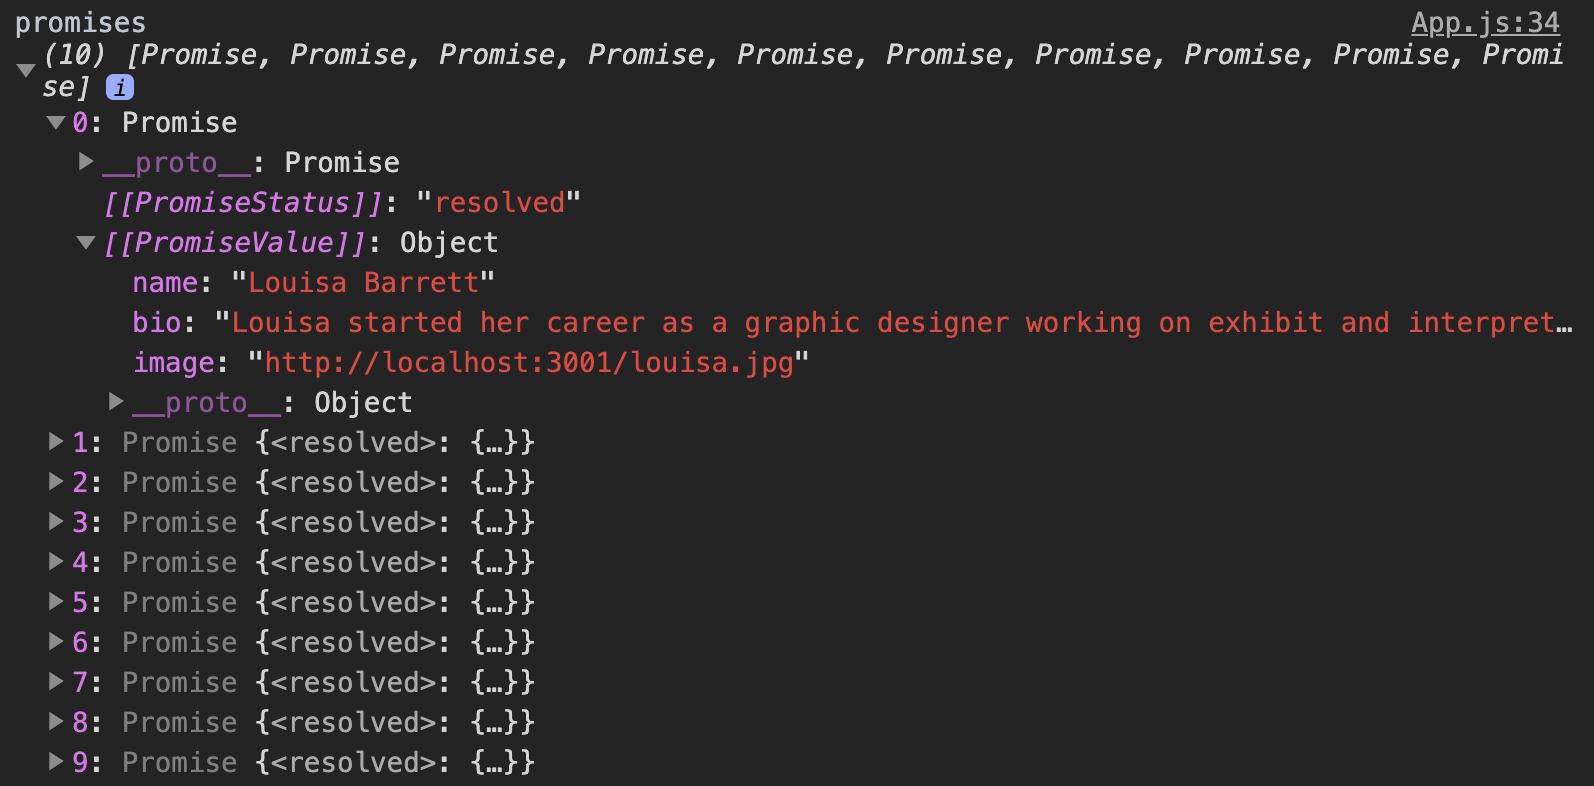 promises App.js:34
(10) [Promise, Promise, Promise, Promise, Promise, Promise, Promise, Promise, Promise, Promi
se] i
0: Promise
__proto__: Promise
[[PromiseStatus]]: "resolved"
[[PromiseValue]]: Object
name: "Louisa Barrett"
bio: "Louisa started her career as a graphic designer working on exhibit and interpret…
image: "http://localhost:3001/louisa.jpg"
__proto__: Object
1: Promise {<resolved>: {…}}
2: Promise {<resolved>: {…}}
3: Promise {<resolved>: {…}}
4: Promise {<resolved>: {…}}
5: Promise {<resolved>: {…}}
6: Promise {<resolved>: {…}}
7: Promise {<resolved>: {…}}
8: Promise {<resolved>: {…}}
9: Promise {<resolved>: {…}}